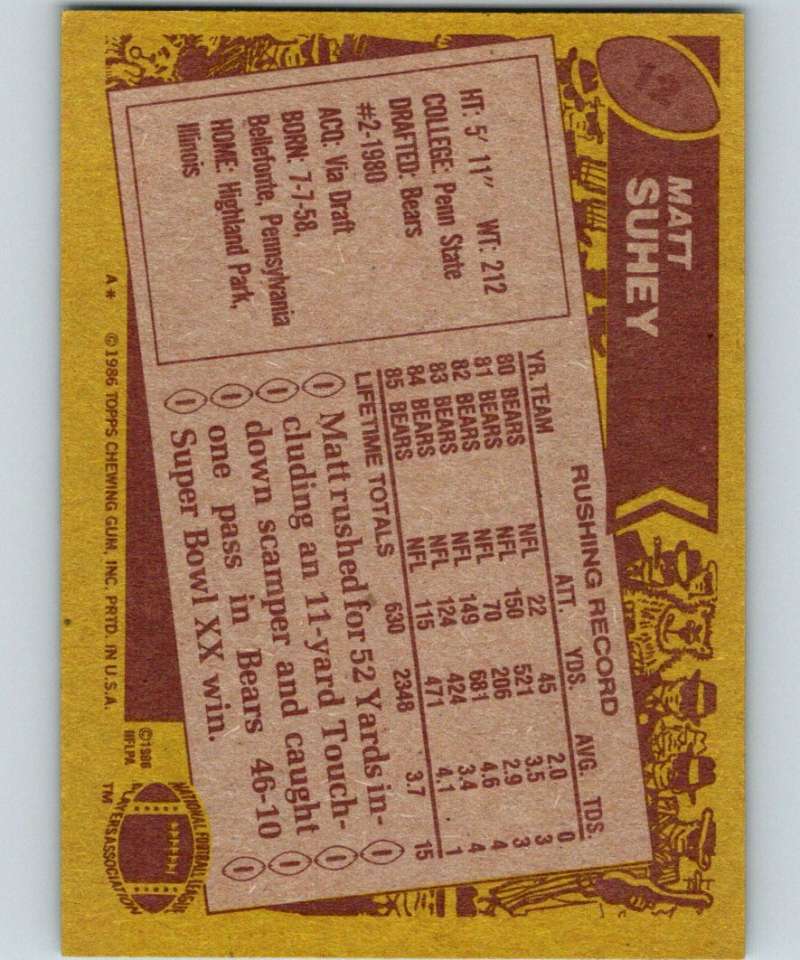 12
MATT
SUHEY
HT: 5' 11" WT: 212
COLLEGE: Penn State
DRAFTED: Bears
#2-1980
ACQ: Via Draft
BORN: 7-7-58,
Bellefonte, Pennsylvania
HOME: Highland Park,
Illinois
RUSHING RECORD
YR. TEAM ATT. YDS. AVG. TDS.
80 BEARS NFL 22 45 2.0 0
81 BEARS NFL 150 521 3.5 3
82 BEARS NFL 70 206 2.9 3
83 BEARS NFL 149 681 4.6 4
84 BEARS NFL 124 424 3.4 4
85 BEARS NFL 115 471 4.1 1
LIFETIME TOTALS 630 2348 3.7 15
Matt rushed for 52 Yards in-
cluding an 11-yard Touch-
down scamper and caught
one pass in Bears 46-10
Super Bowl XX win.
A* ©1986 TOPPS CHEWING GUM, INC. PRTD. IN U.S.A.
©1986
NFLPA
NATIONAL FOOTBALL LEAGUE
PLAYERS ASSOCIATION
TM